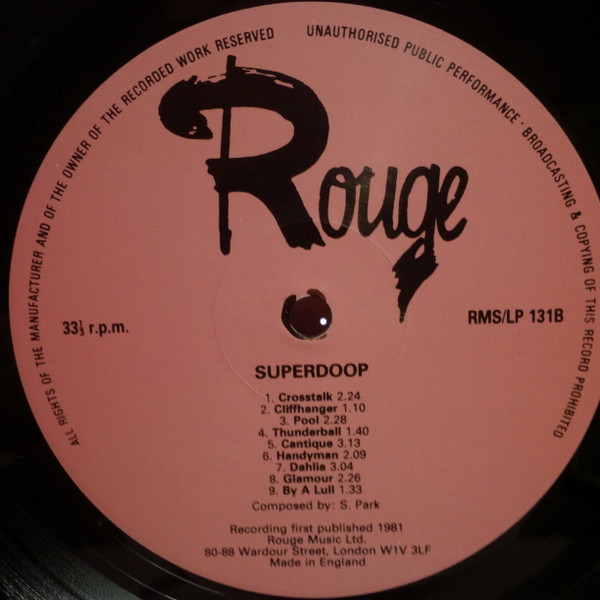 ALL RIGHTS OF THE MANUFACTURER AND OF THE OWNER OF THE RECORDED WORK RESERVED
UNAUTHORISED PUBLIC PERFORMANCE · BROADCASTING & COPYING OF THIS RECORD PROHIBITED
Rouge
33⅓ r.p.m.
RMS/LP 131B
SUPERDOOP
1. Crosstalk 2.24
2. Cliffhanger 1.10
3. Pool 2.28
4. Thunderball 1.40
5. Cantique 3.13
6. Handyman 2.09
7. Dahlia 3.04
8. Glamour 2.26
9. By A Lull 1.33
Composed by: S. Park
Recording first published 1981
Rouge Music Ltd.
80-88 Wardour Street, London W1V 3LF
Made in England